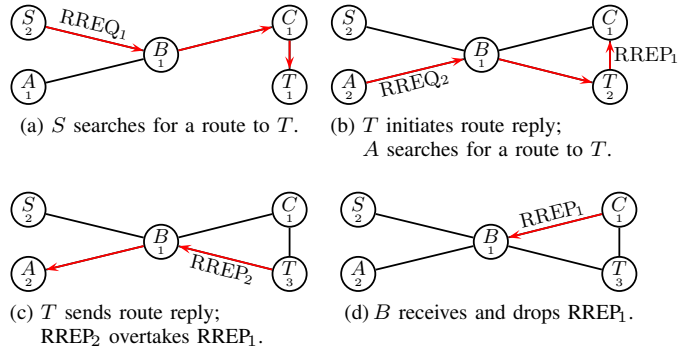 S
2
RREQ₁
B
1
C
1
A
1
T
1
(a) S searches for a route to T.
S
2
B
1
C
1
RREP₁
A
2
RREQ₂
T
2
(b) T initiates route reply;
A searches for a route to T.
S
2
B
1
C
1
A
2
RREP₂
T
3
(c) T sends route reply;
RREP₂ overtakes RREP₁.
S
2
B
1
RREP₁
C
1
A
2
T
3
(d) B receives and drops RREP₁.